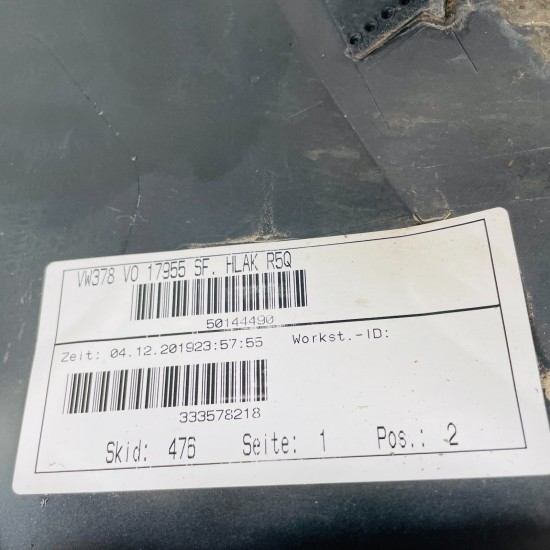 VW378 VO 17955 SF. HLAK R5Q
50144490
Zeit: 04.12.201923:57:55 Workst.-ID:
333578218
Skid: 476 Seite: 1 Pos.: 2